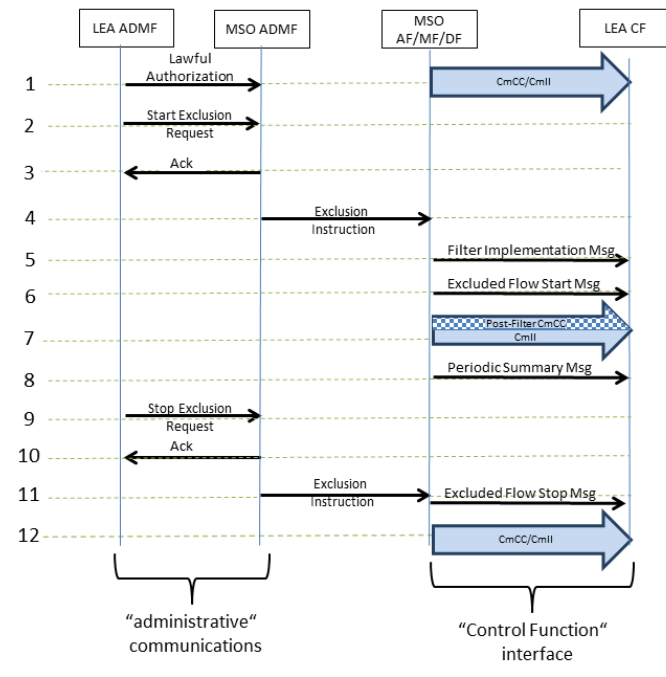 LEA ADMF
MSO ADMF
MSO
AF/MF/DF
LEA CF
1
Lawful
Authorization
CmCC/CmII
2
Start Exclusion
Request
3
Ack
4
Exclusion
Instruction
5
Filter Implementation Msg
6
Excluded Flow Start Msg
7
Post-Filter CmCC
CmII
8
Periodic Summary Msg
9
Stop Exclusion
Request
10
Ack
11
Exclusion
Instruction
Excluded Flow Stop Msg
12
CmCC/CmII
“administrative“
communications
“Control Function“
interface